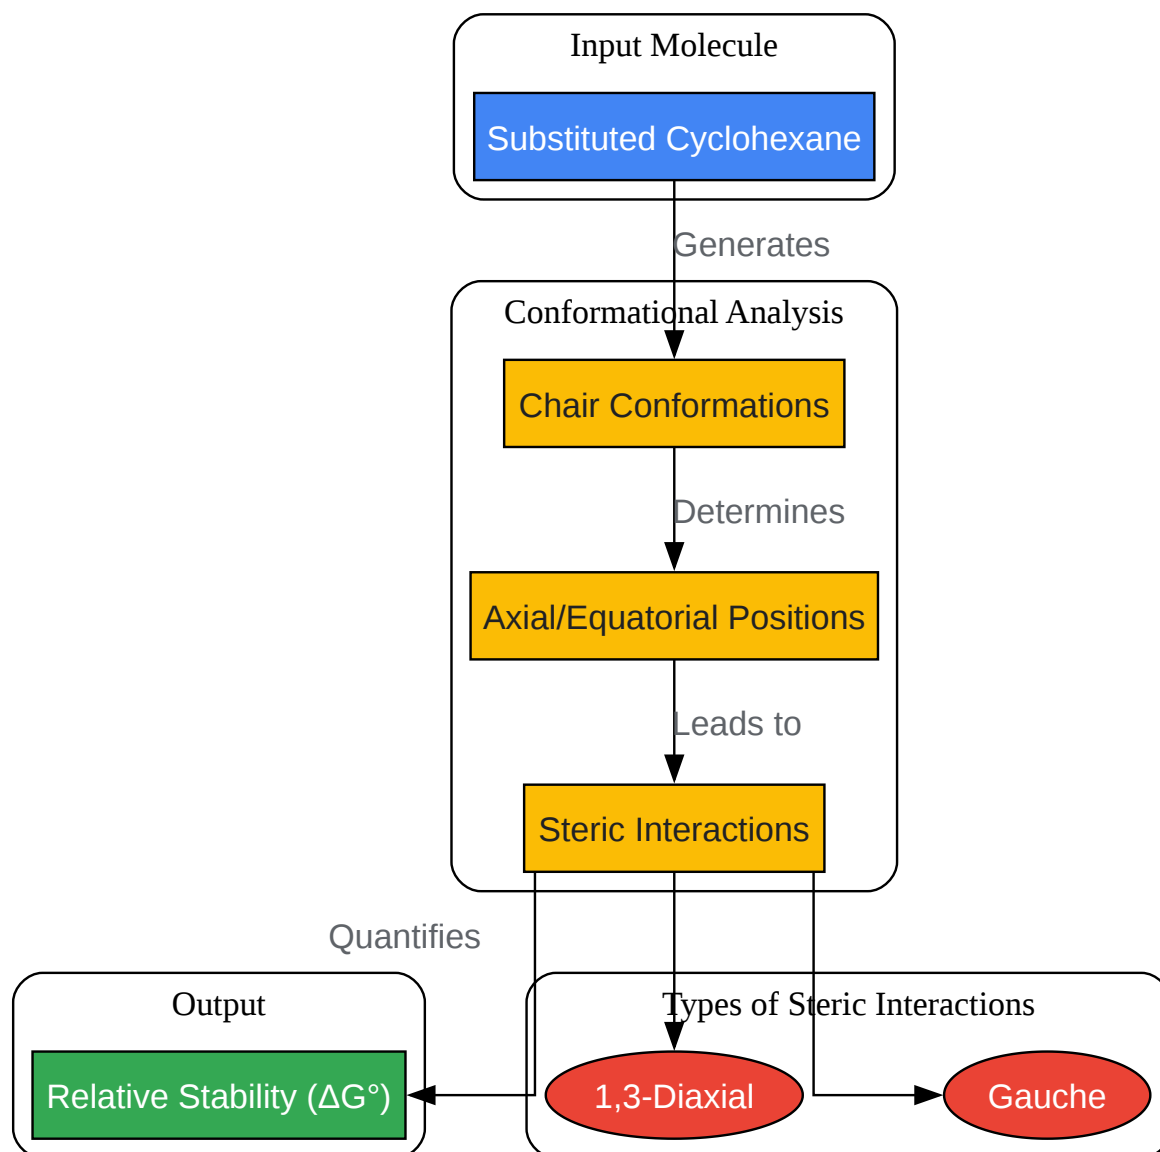 Input Molecule
Substituted Cyclohexane
Generates
Conformational Analysis
Chair Conformations
Determines
Axial/Equatorial Positions
Leads to
Steric Interactions
Quantifies
Output
Types of Steric Interactions
Relative Stability (ΔG°)
1,3-Diaxial
Gauche